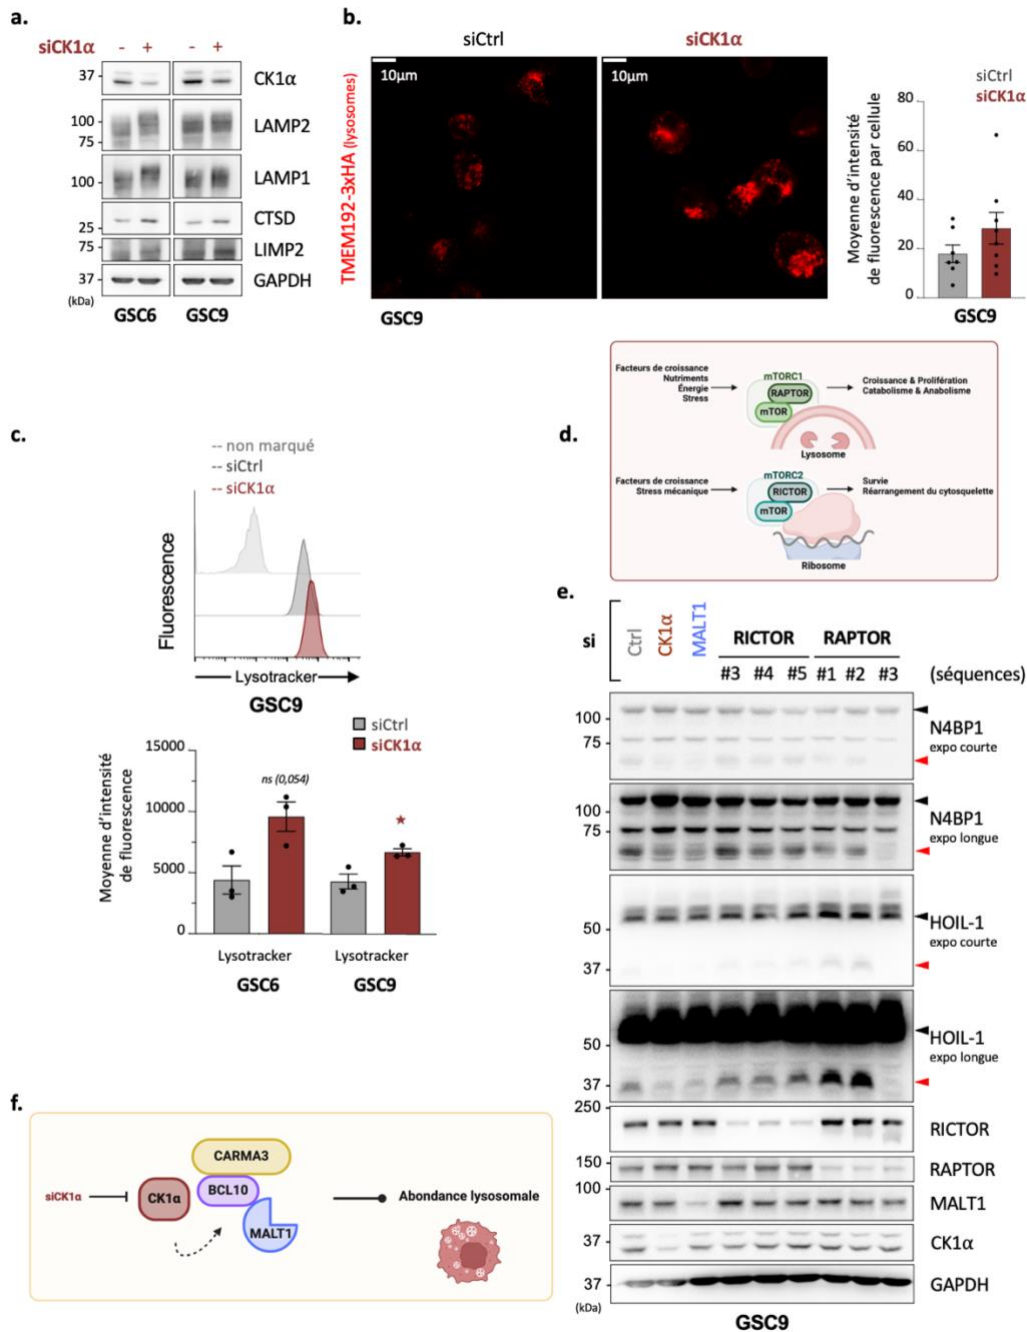 a.
siCK1α - + - +
37
CK1α
100
75
LAMP2
100
LAMP1
25
CTSD
75
LIMP2
37
GAPDH
(kDa)
GSC6 GSC9
b.
siCtrl siCK1α
TMEM192-3xHA (lysosomes)
10µm
10µm
GSC9
siCtrl
siCK1α
Moyenne d'intensité
de fluorescence par cellule
80
60
40
20
0
GSC9
c.
-- non marqué
-- siCtrl
-- siCK1α
Fluorescence
Lysotracker
GSC9
siCtrl
siCK1α
Moyenne d'intensité
de fluorescence
15000
10000
5000
0
ns (0,054)
Lysotracker Lysotracker
GSC6 GSC9
d.
Facteurs de croissance
Nutriments
Énergie
Stress
mTORC1
RAPTOR
mTOR
Lysosome
Croissance & Prolifération
Catabolisme & Anabolisme
Facteurs de croissance
Stress mécanique
mTORC2
RICTOR
mTOR
Ribosome
Survie
Réarrangement du cytosquelette
e.
si
Ctrl
CK1α
MALT1
RICTOR RAPTOR
#3 #4 #5 #1 #2 #3 (séquences)
100
75
N4BP1
expo courte
100
75
N4BP1
expo longue
50
37
HOIL-1
expo courte
50
37
HOIL-1
expo longue
250
RICTOR
150
RAPTOR
100
MALT1
37
CK1α
37
GAPDH
(kDa)
GSC9
f.
siCK1α
CK1α
CARMA3
BCL10
MALT1
Abondance lysosomale